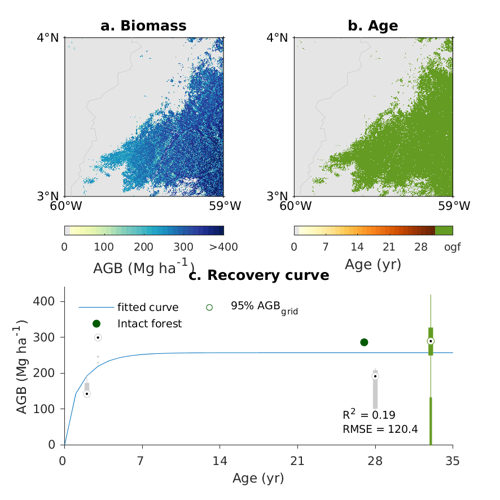 a. Biomass
b. Age
4°N
4°N
3°N
3°N
60°W
59°W
60°W
59°W
0 100 200 300 >400
0 7 14 21 28 ogf
AGB (Mg ha⁻¹)
Age (yr)
c. Recovery curve
400
300
200
100
0
AGB (Mg ha⁻¹)
fitted curve
95% AGB_grid
Intact forest
R² = 0.19
RMSE = 120.4
0 7 14 21 28 35
Age (yr)